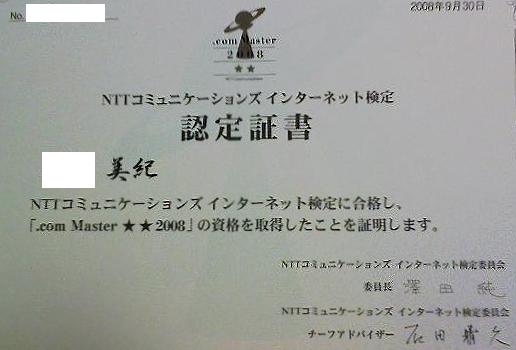 No.
2008年9月30日
.com Master
2008
★★
NTTコミュニケーションズ インターネット検定
認定証書
美紀
NTTコミュニケーションズ インターネット検定に合格し、
「.com Master ★★2008」の資格を取得したことを証明します。
NTTコミュニケーションズ インターネット検定委員会
委員長 澤田 純
NTTコミュニケーションズ インターネット検定委員会
チーフアドバイザー 石田 晴久